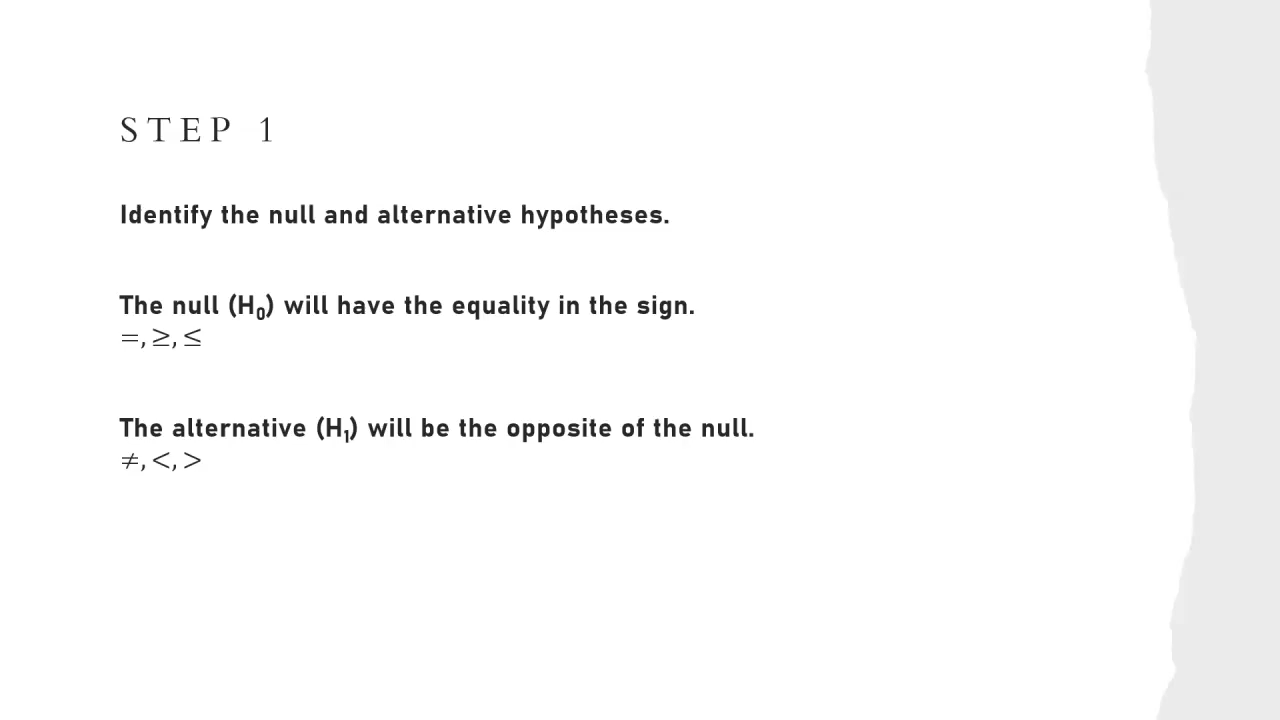 STEP 1
Identify the null and alternative hypotheses.
The null (H₀) will have the equality in the sign.
=, ≥, ≤
The alternative (H₁) will be the opposite of the null.
≠, <, >